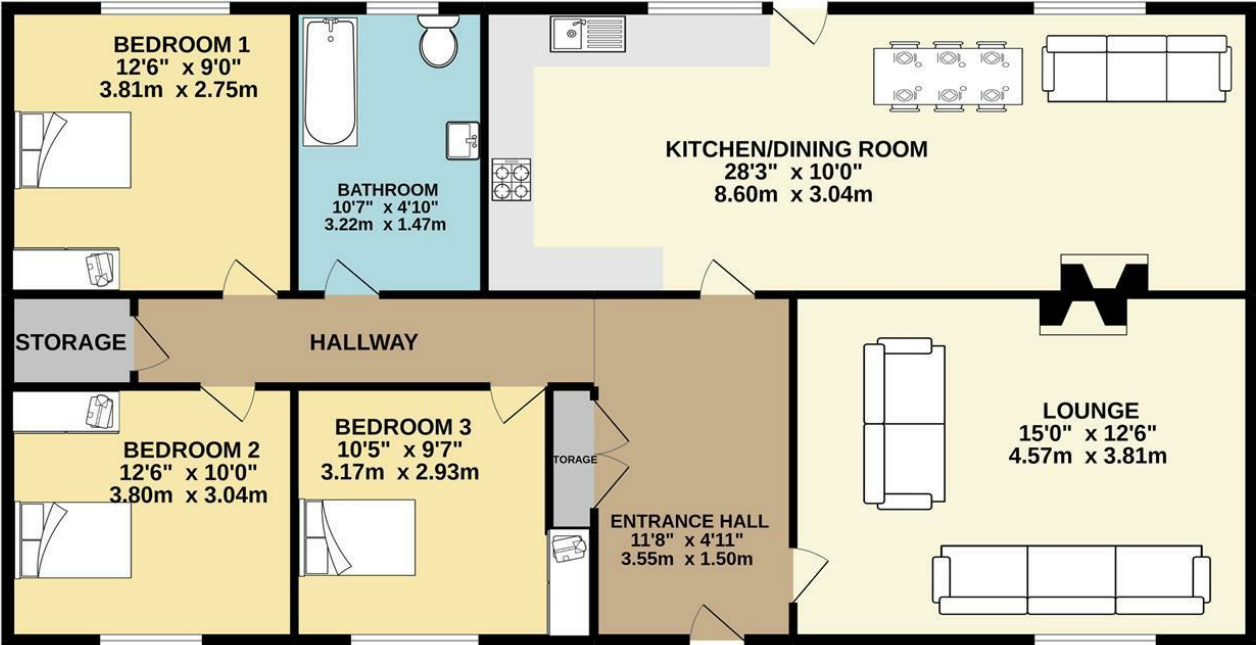 BEDROOM 1
12'6" x 9'0"
3.81m x 2.75m
BATHROOM
10'7" x 4'10"
3.22m x 1.47m
KITCHEN/DINING ROOM
28'3" x 10'0"
8.60m x 3.04m
STORAGE
HALLWAY
BEDROOM 2
12'6" x 10'0"
3.80m x 3.04m
BEDROOM 3
10'5" x 9'7"
3.17m x 2.93m
TORAGE
ENTRANCE HALL
11'8" x 4'11"
3.55m x 1.50m
LOUNGE
15'0" x 12'6"
4.57m x 3.81m